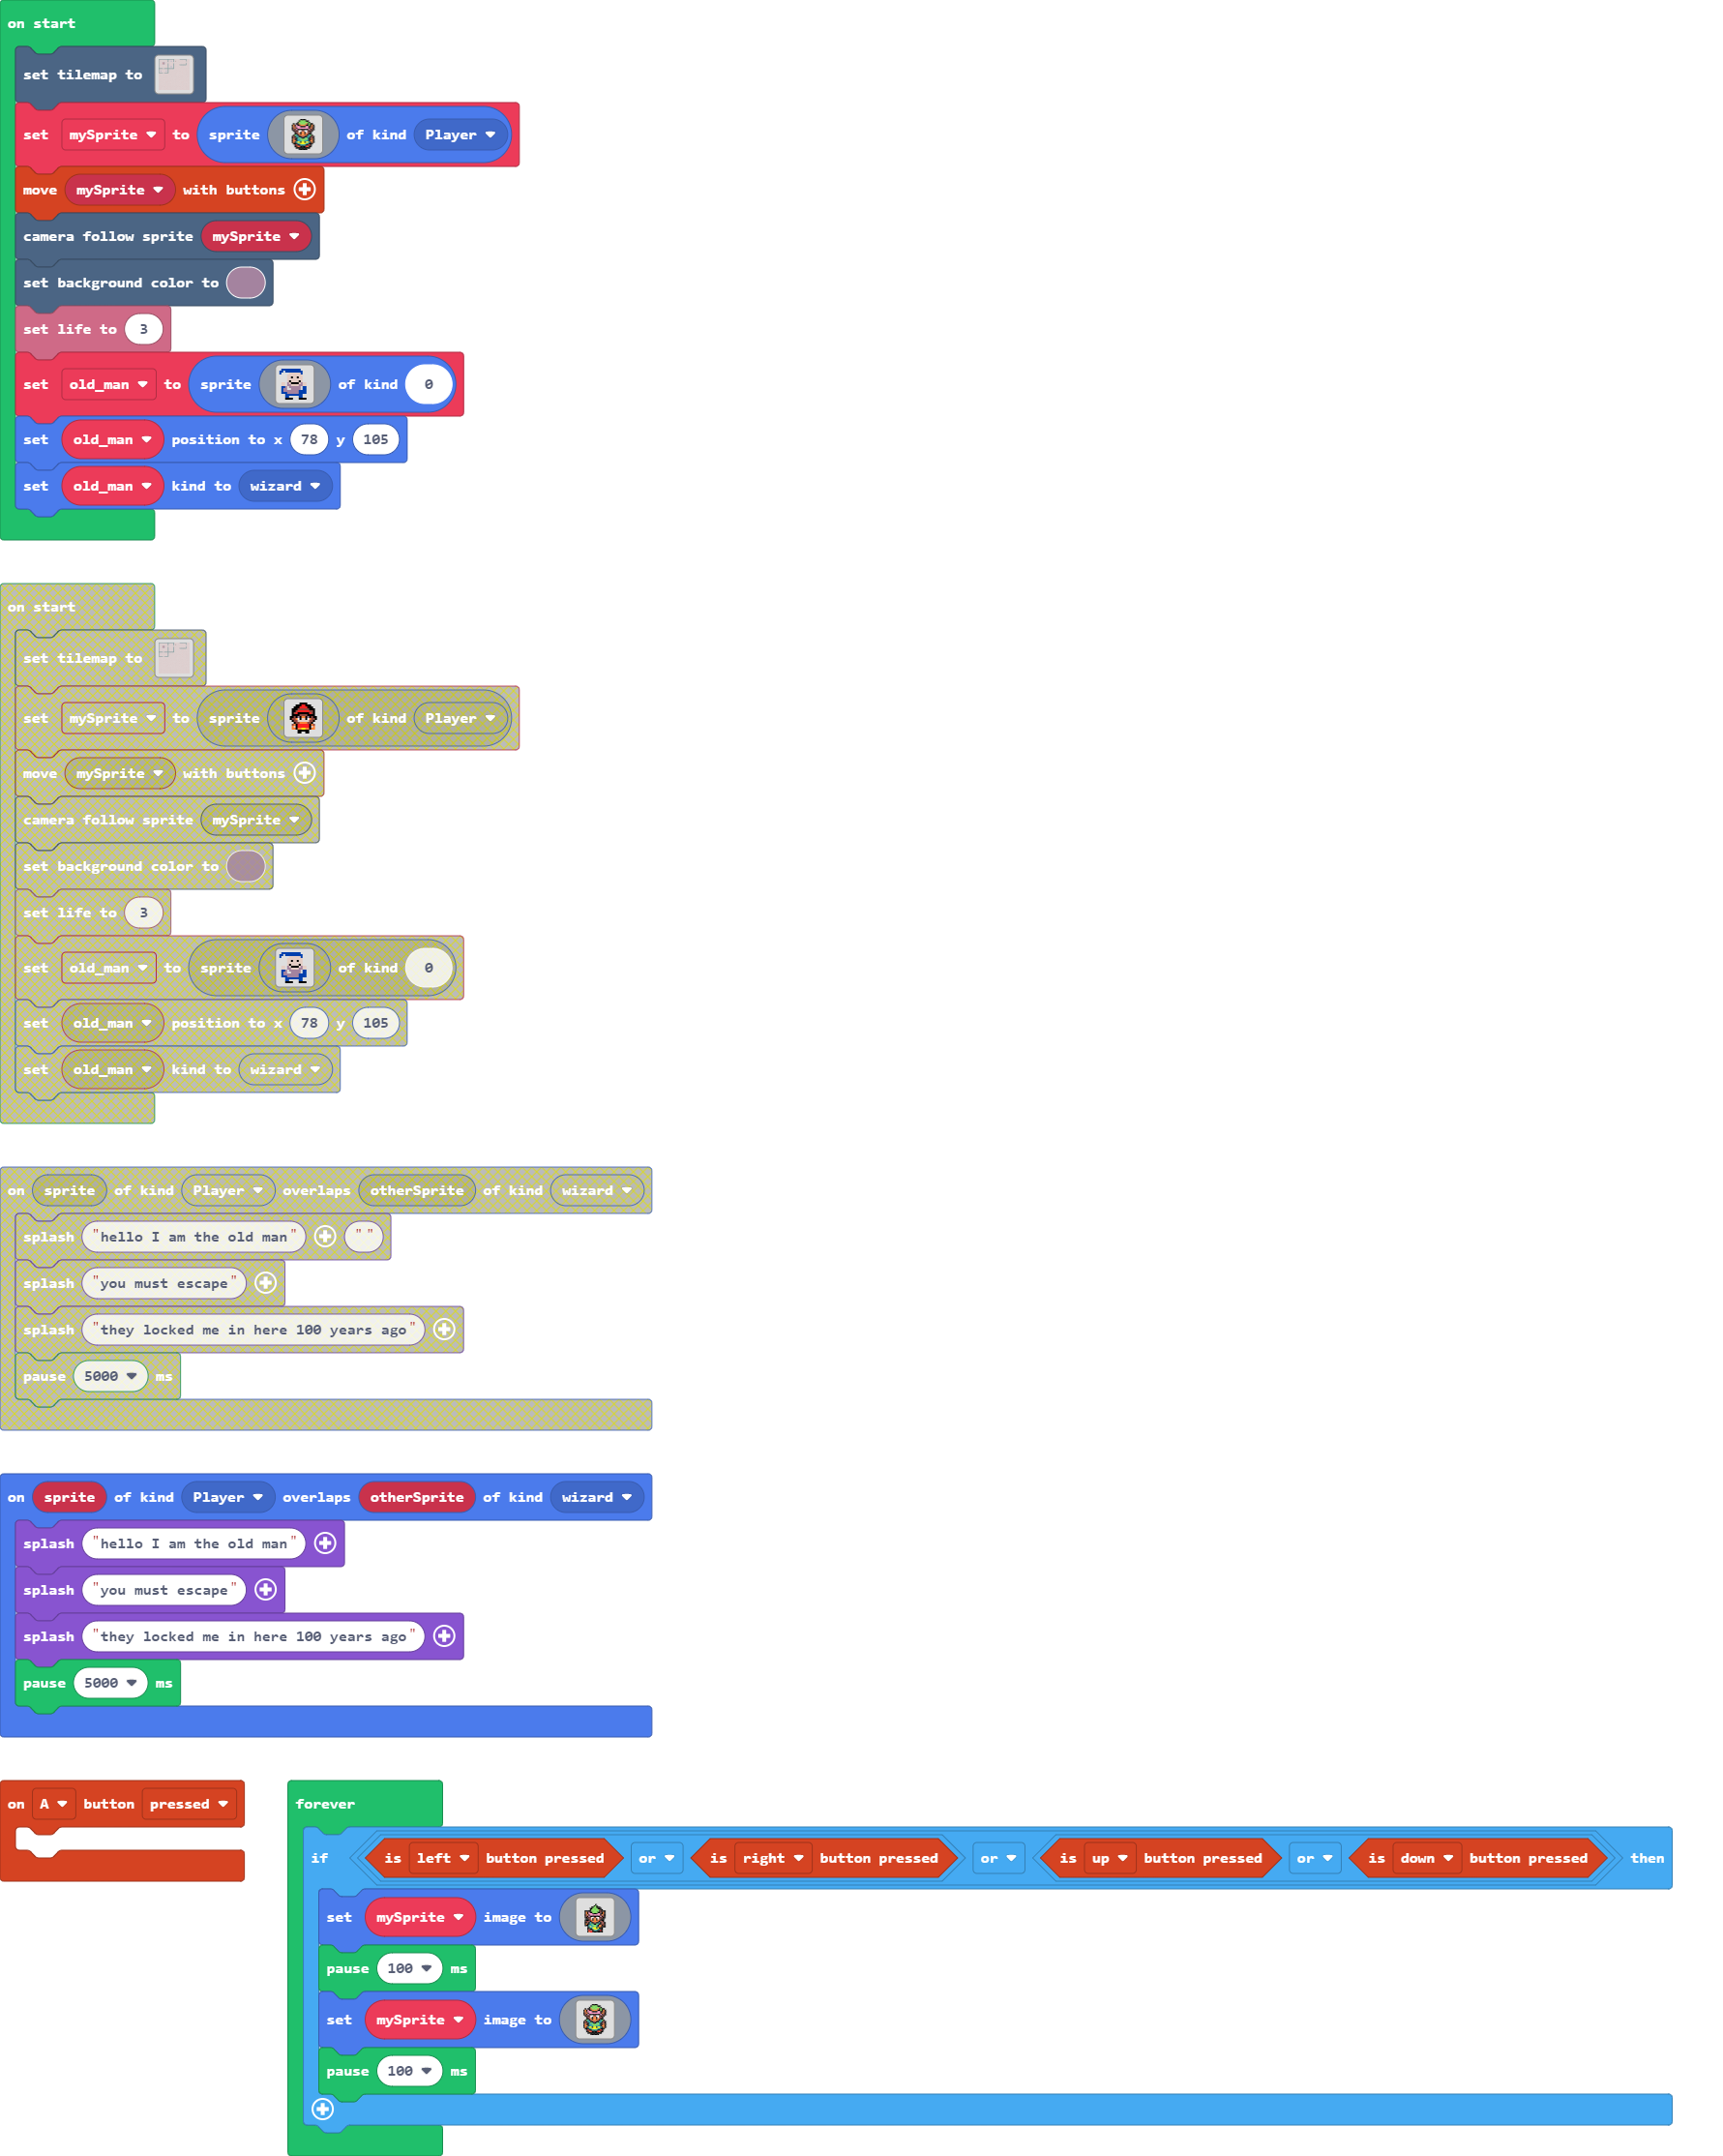 on start
set tilemap to
set mySprite to sprite of kind Player
move mySprite with buttons
camera follow sprite mySprite
set background color to
set life to 3
set old_man to sprite of kind 0
set old_man position to x 78 y 105
set old_man kind to wizard
on start
set tilemap to
set mySprite to sprite of kind Player
move mySprite with buttons
camera follow sprite mySprite
set background color to
set life to 3
set old_man to sprite of kind 0
set old_man position to x 78 y 105
set old_man kind to wizard
on sprite of kind Player overlaps otherSprite of kind wizard
splash "hello I am the old man" " "
splash "you must escape"
splash "they locked me in here 100 years ago"
pause 5000 ms
on sprite of kind Player overlaps otherSprite of kind wizard
splash "hello I am the old man"
splash "you must escape"
splash "they locked me in here 100 years ago"
pause 5000 ms
on A button pressed
forever
if is left button pressed or is right button pressed or is up button pressed or is down button pressed then
set mySprite image to
pause 100 ms
set mySprite image to
pause 100 ms